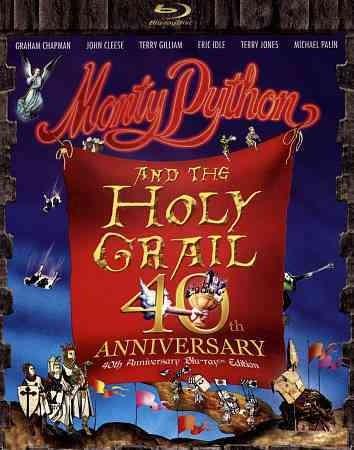 Blu-ray Disc
GRAHAM CHAPMAN JOHN CLEESE TERRY GILLIAM ERIC IDLE TERRY JONES MICHAEL PALIN
Monty Python
AND THE
HOLY
GRAIL
40th
ANNIVERSARY
40th Anniversary Blu-ray™ Edition